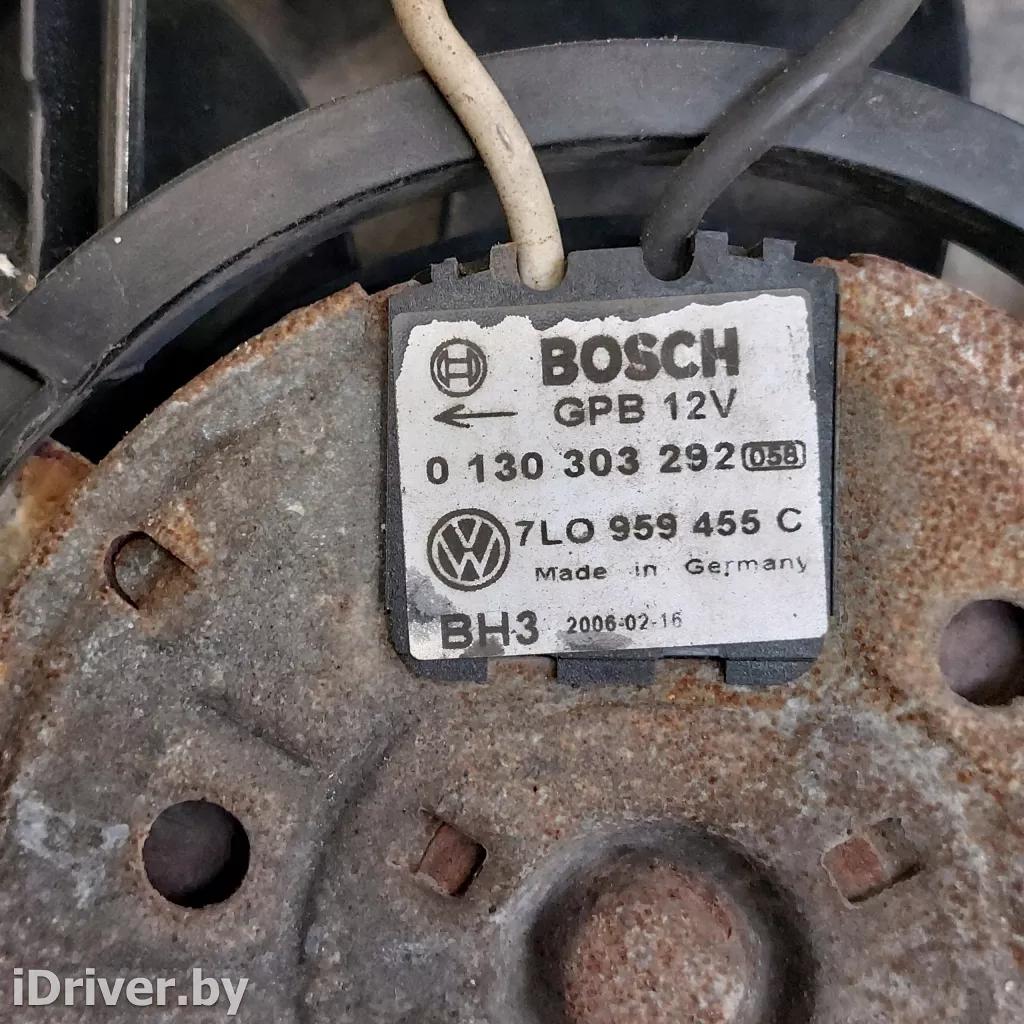 BOSCH
GPB 12V
0 130 303 292 058
7L0 959 455 C
Made in Germany
BH3 2006-02-16
iDriver.by